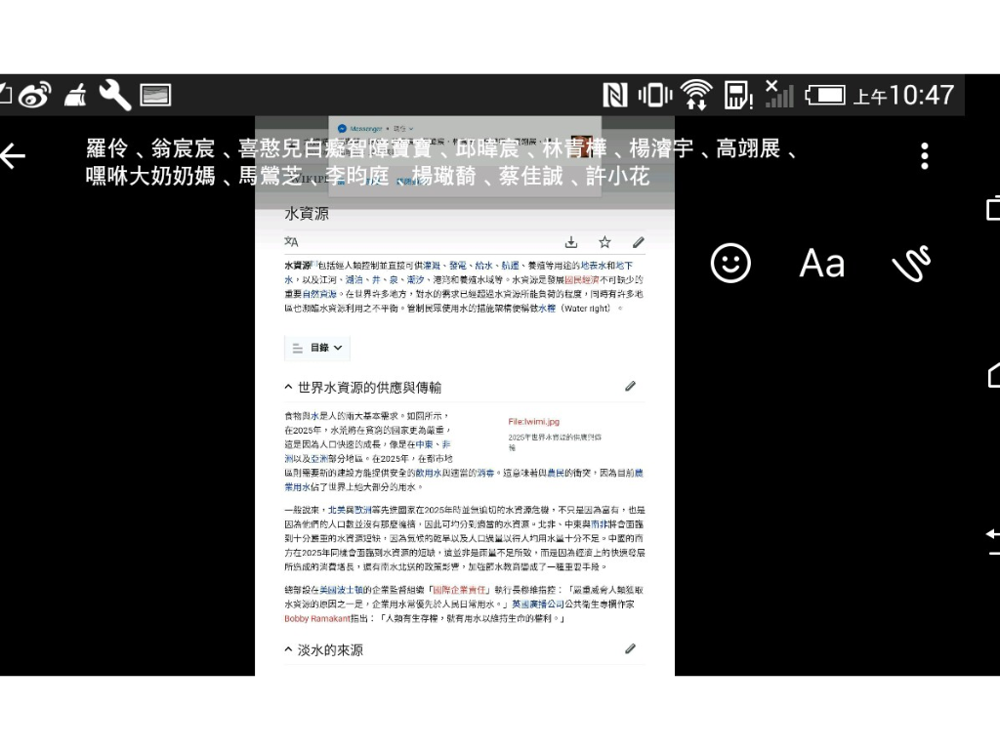 上午10:47
羅伶、翁宸宸、喜憨兒白癡智障寶寶、邱暐宸、林青樺、楊濬宇、高翊展、
嘿咻大奶奶媽、馬鶯芝、李昀庭、楊璥騎、蔡佳誠、許小花
Messenger • 現在
水資源
Aa
水資源包括經人類控制並直接可供灌溉、發電、給水、航運、養殖等用途的地表水和地下
水，以及江河、湖泊、井、泉、潮汐、港灣和養殖水域等。水資源是發展國民經濟不可缺少的
重要自然資源。在世界許多地方，對水的需求已經超過水資源所能負荷的程度，同時有許多地
區也瀕臨水資源利用之不平衡。管制民眾使用水的措施架構便稱做水權（Water right）。
目錄
世界水資源的供應與傳輸
食物與水是人的兩大基本需求。如圖所示，
在2025年，水荒將在貧窮的國家更為嚴重，
這是因為人口快速的成長，像是在中東、非
洲以及亞洲部分地區。在2025年，在都市地
區則需要新的建設方能提供安全的飲用水與適當的消毒。這意味著與農民的衝突，因為目前農
業用水佔了世界上絕大部分的用水。
File:Iwimi.jpg
2025年世界水資源的供應與傳
輸
一般說來，北美與歐洲等先進國家在2025年時並無迫切的水資源危機，不只是因為富有，也是
因為他們的人口數並沒有那麼擁擠，因此可均分到適當的水資源。北非、中東與南非將會面臨
到十分嚴重的水資源短缺，因為氣候的乾旱以及人口過量以得人均用水量十分不足。中國的南
方在2025年同樣會面臨到水資源的短缺，這並非是雨量不足所致，而是因為經濟上的快速發展
所造成的消費增長，還有南水北送的政策影響，加強節水教育變成了一種重要手段。
總部設在美國波士頓的企業監督組織「國際企業責任」執行長穆維指控：「嚴重威脅人類獲取
水資源的原因之一是，企業用水常優先於人民日常用水。」英國廣播公司公共衛生專欄作家
Bobby Ramakant指出：「人類有生存權，就有用水以維持生命的權利。」
淡水的來源